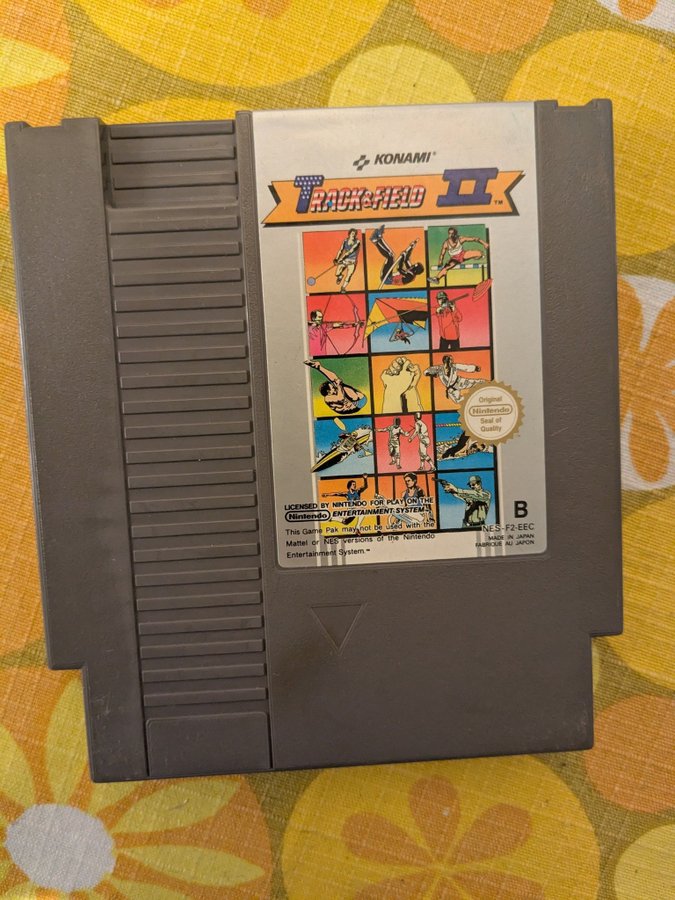 KONAMI®
TRACK & FIELD II™
Original
Nintendo
Seal of
Quality
LICENSED BY NINTENDO FOR PLAY ON THE
Nintendo ENTERTAINMENT SYSTEM™
This Game Pak may not be used with the
Mattel or NES versions of the Nintendo
Entertainment System.™
B
NES-F2-EEC
MADE IN JAPAN
FABRIQUE AU JAPON